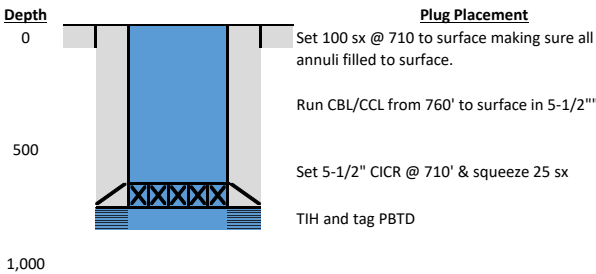 Depth
Plug Placement
0
Set 100 sx @ 710 to surface making sure all
annuli filled to surface.
Run CBL/CCL from 760' to surface in 5-1/2""
500
Set 5-1/2" CICR @ 710' & squeeze 25 sx
TIH and tag PBTD
1,000